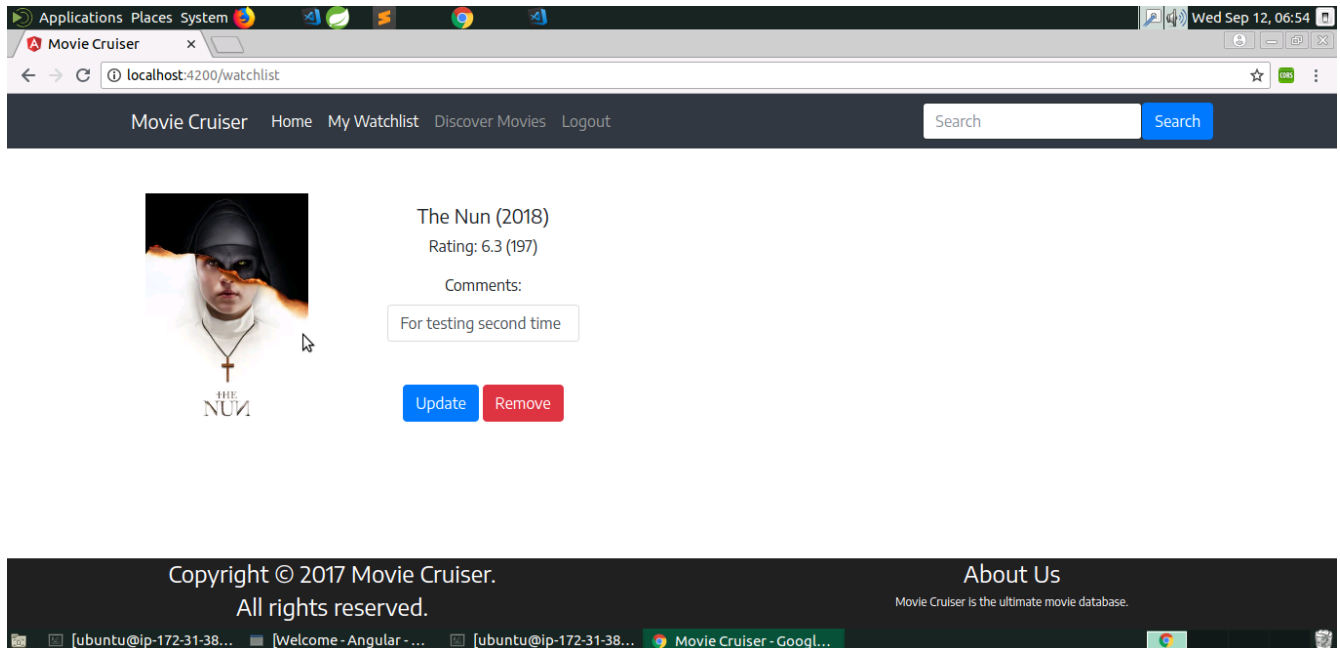 Applications Places System Wed Sep 12, 06:54
Movie Cruiser ×
localhost:4200/watchlist CORS
Movie Cruiser Home My Watchlist Discover Movies Logout Search Search
The Nun (2018)
Rating: 6.3 (197)
Comments:
For testing second time
THE
NUN
Update Remove
Copyright © 2017 Movie Cruiser.
All rights reserved.
About Us
Movie Cruiser is the ultimate movie database.
[ubuntu@ip-172-31-38... [Welcome - Angular - ... [ubuntu@ip-172-31-38... Movie Cruiser - Googl...